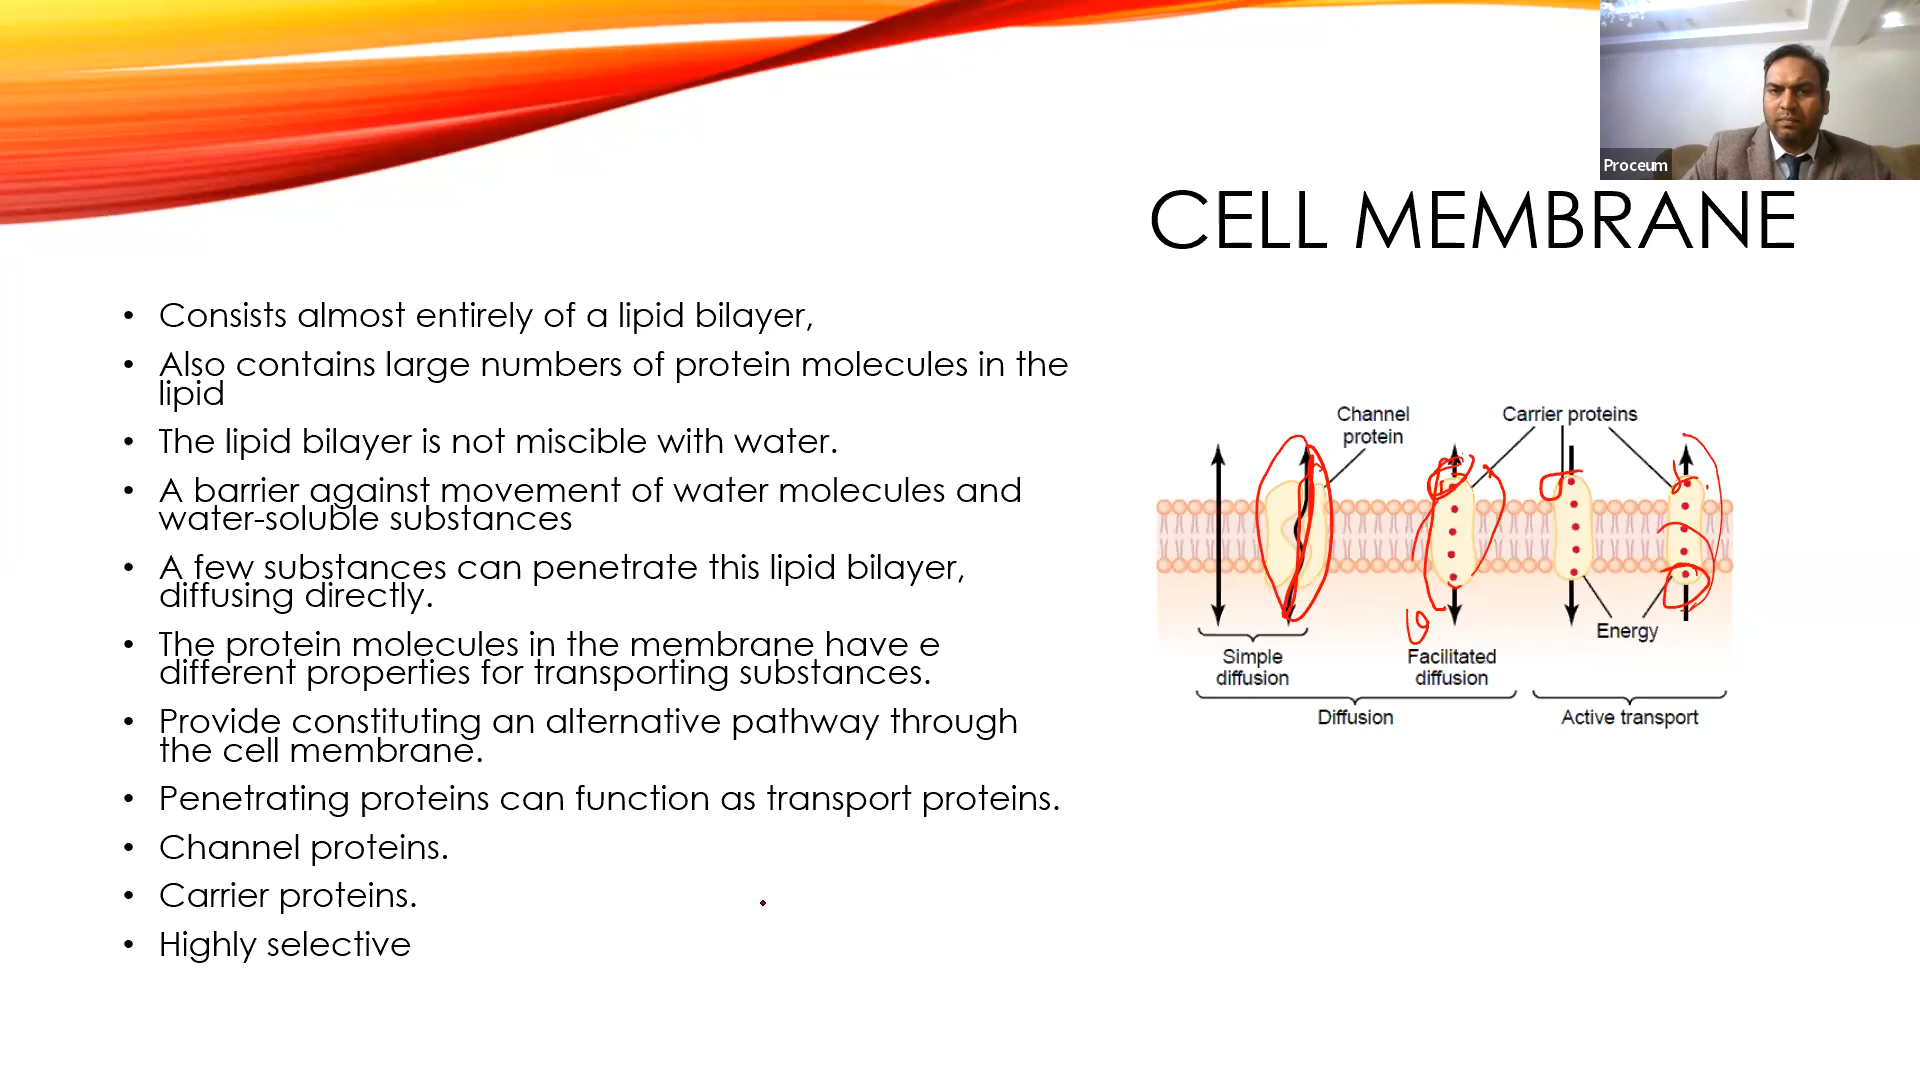 Proceum
CELL MEMBRANE
• Consists almost entirely of a lipid bilayer,
• Also contains large numbers of protein molecules in the
lipid
• The lipid bilayer is not miscible with water.
• A barrier against movement of water molecules and
water-soluble substances
• A few substances can penetrate this lipid bilayer,
diffusing directly.
• The protein molecules in the membrane have e
different properties for transporting substances.
• Provide constituting an alternative pathway through
the cell membrane.
• Penetrating proteins can function as transport proteins.
• Channel proteins.
• Carrier proteins.
• Highly selective
Channel
protein
Carrier proteins
Energy
Simple
diffusion
Facilitated
diffusion
Diffusion
Active transport